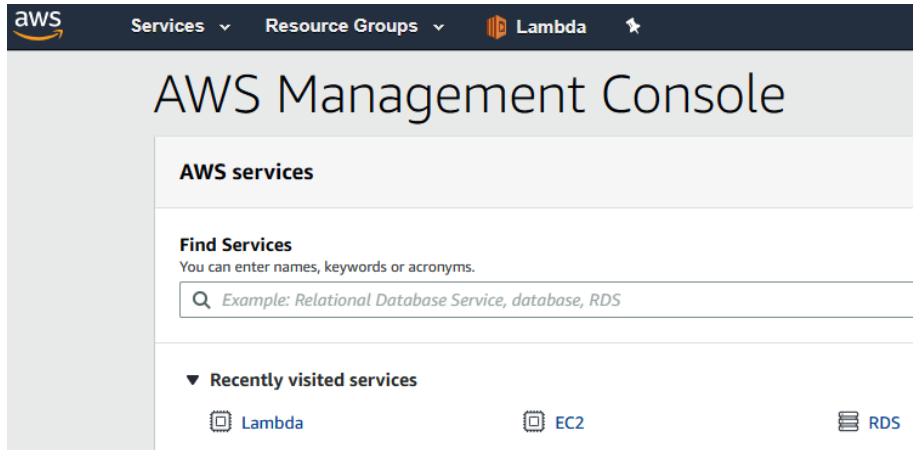 aws Services Resource Groups Lambda
AWS Management Console
AWS services
Find Services
You can enter names, keywords or acronyms.
Example: Relational Database Service, database, RDS
Recently visited services
Lambda EC2 RDS